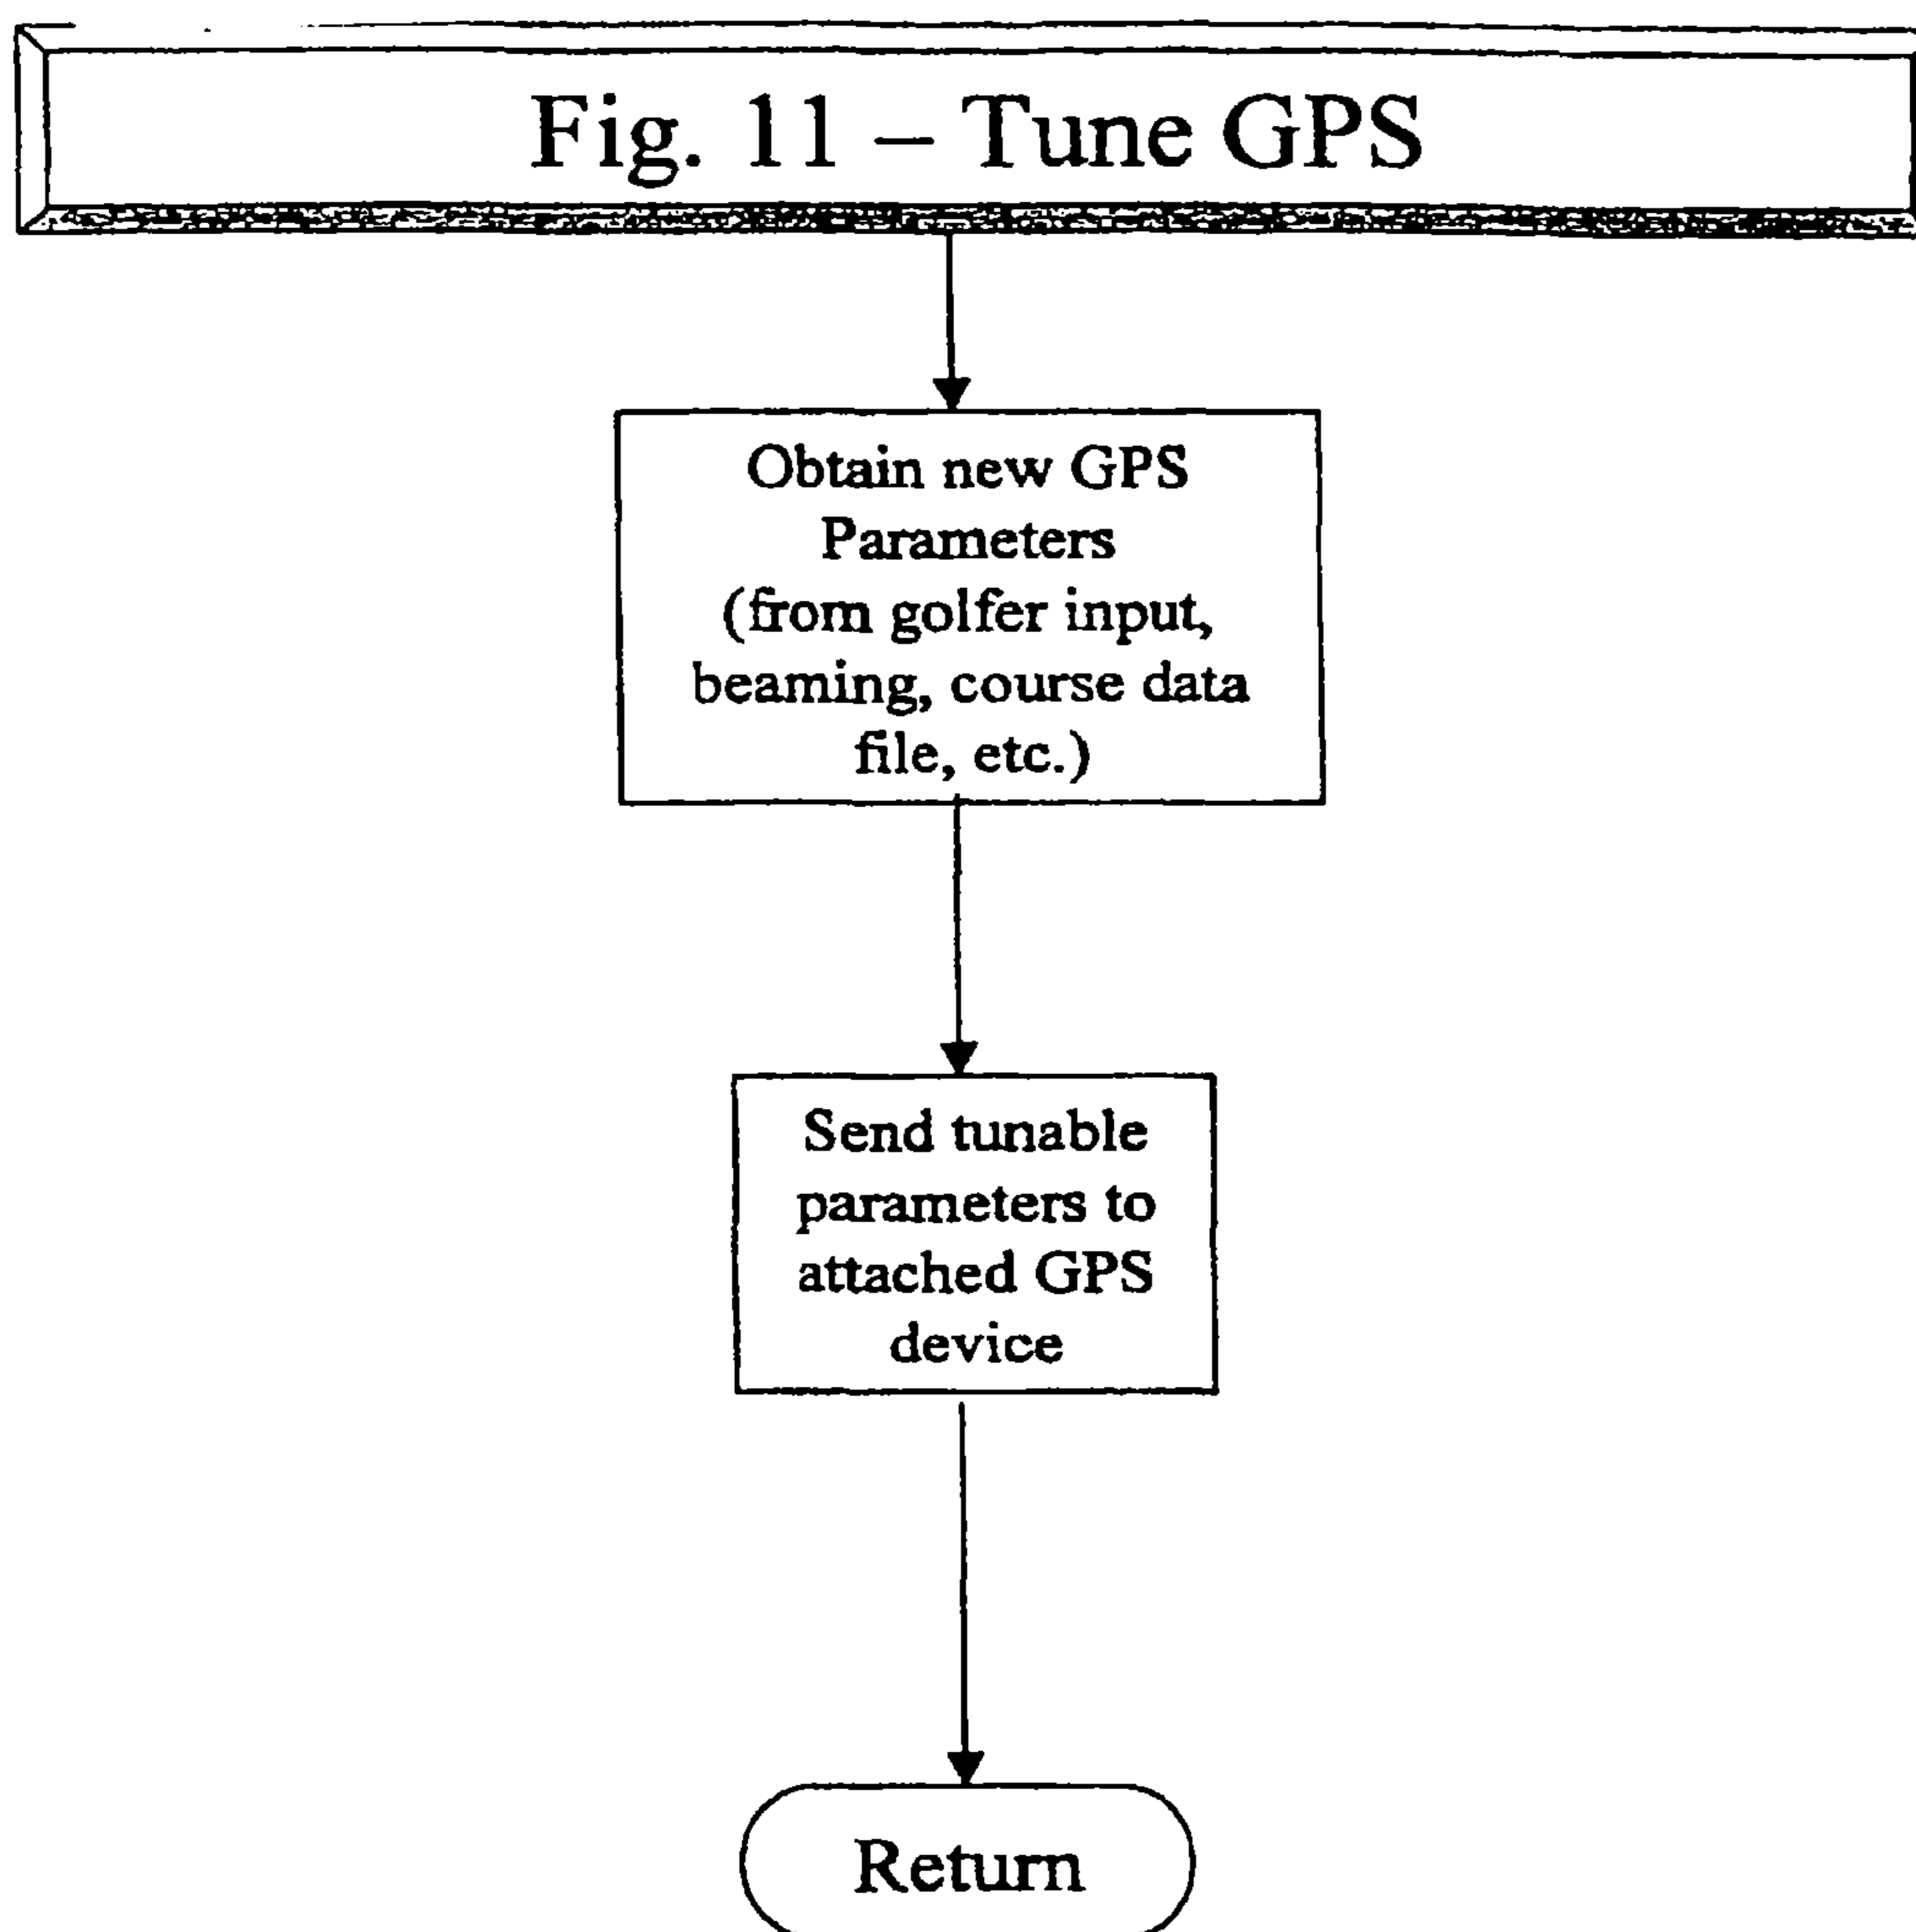 Fig. 11 – Tune GPS
Obtain new GPS
Parameters
(from golfer input,
beaming, course data
file, etc.)
Send tunable
parameters to
attached GPS
device
Return